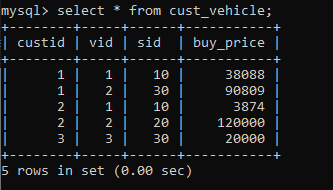 mysql> select * from cust_vehicle;
+--------+------+------+-----------+
| custid | vid  | sid  | buy_price |
+--------+------+------+-----------+
|      1 |    1 |   10 |     38088 |
|      1 |    2 |   30 |     90809 |
|      2 |    1 |   10 |      3874 |
|      2 |    2 |   20 |    120000 |
|      3 |    3 |   30 |     20000 |
+--------+------+------+-----------+
5 rows in set (0.00 sec)